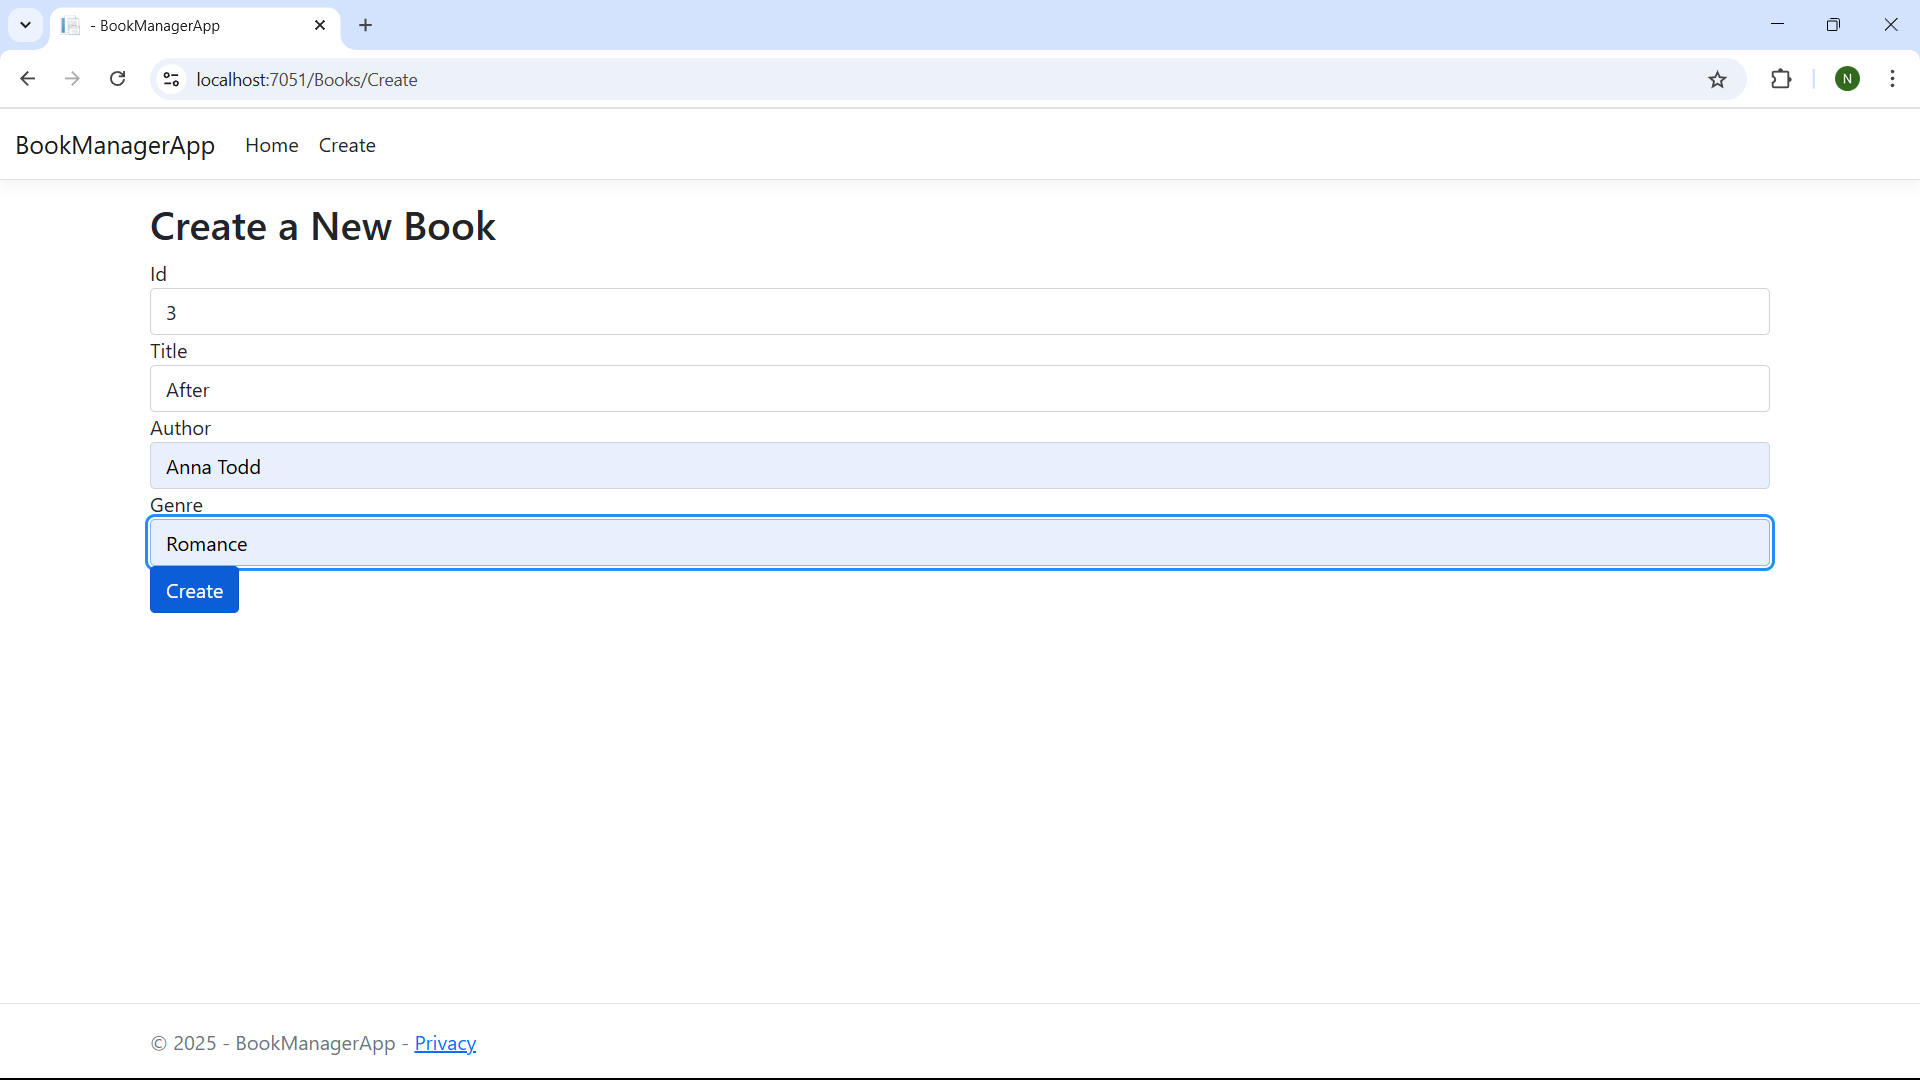 - BookManagerApp
localhost:7051/Books/Create
N
BookManagerApp Home Create
Create a New Book
Id
3
Title
After
Author
Anna Todd
Genre
Romance
Create
© 2025 - BookManagerApp - Privacy